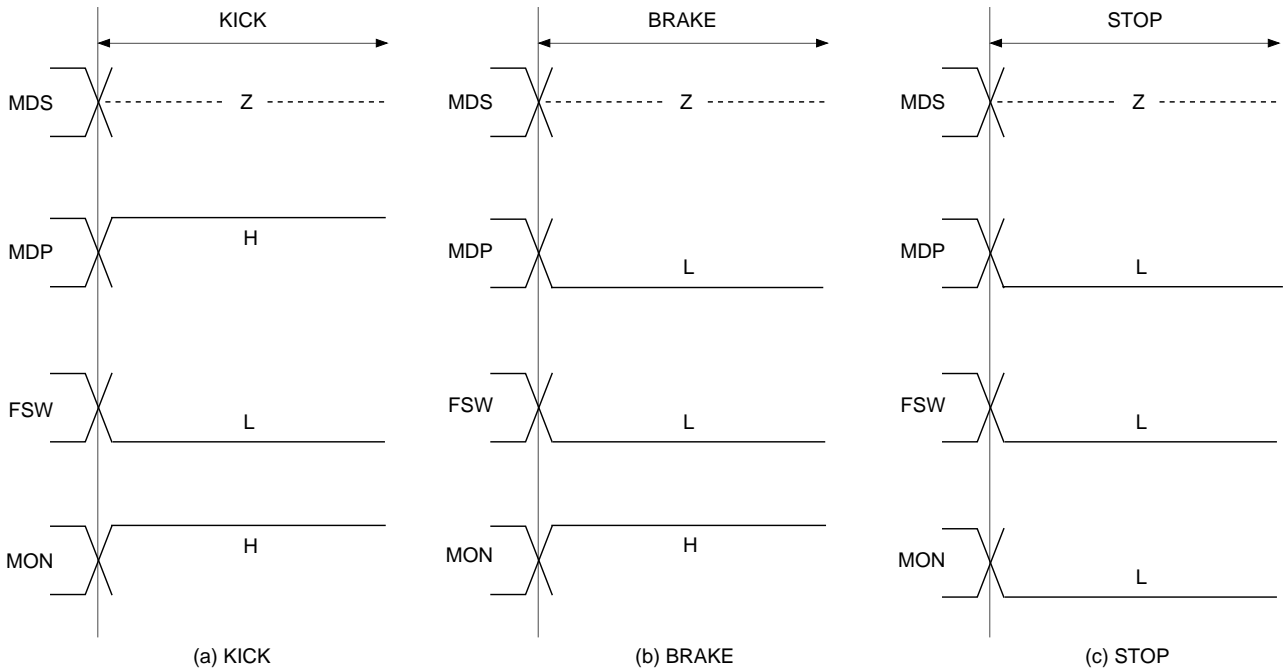 KICK BRAKE STOP
MDS Z MDS Z MDS Z
MDP H MDP L MDP L
FSW L FSW L FSW L
MON H MON H MON L
(a) KICK (b) BRAKE (c) STOP